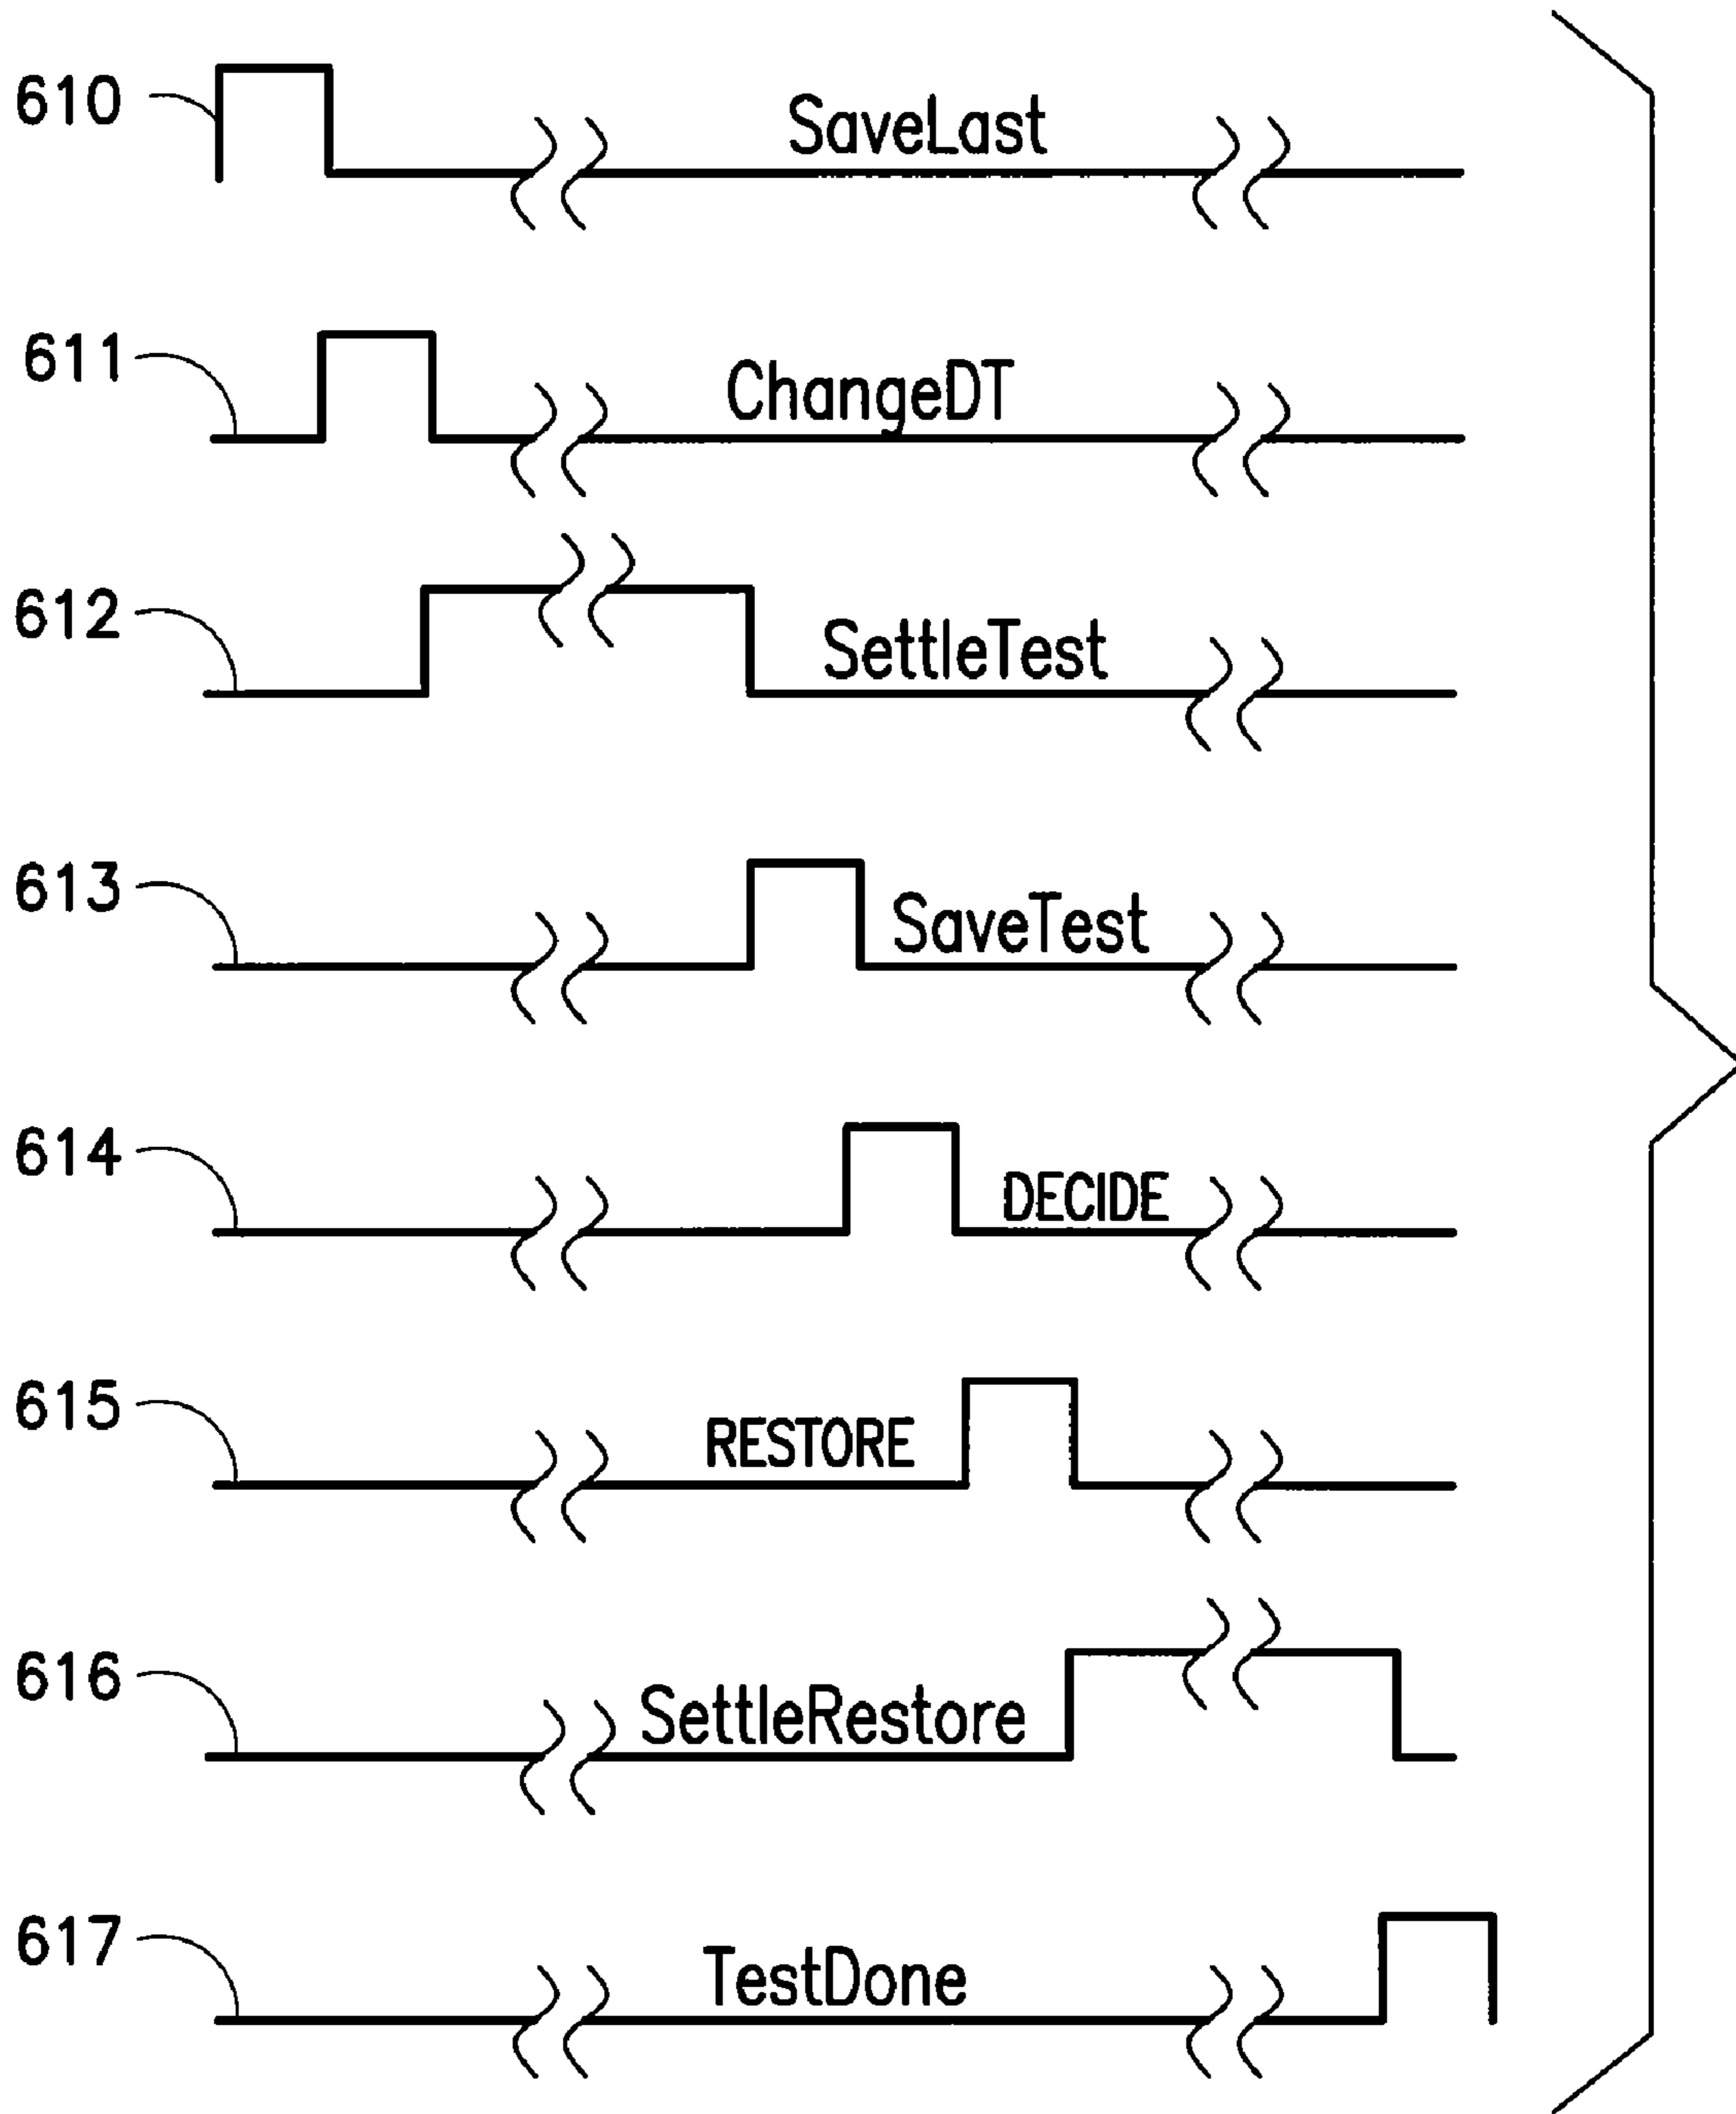 610
SaveLast
611
ChangeDT
612
SettleTest
613
SaveTest
614
DECIDE
615
RESTORE
616
SettleRestore
617
TestDone